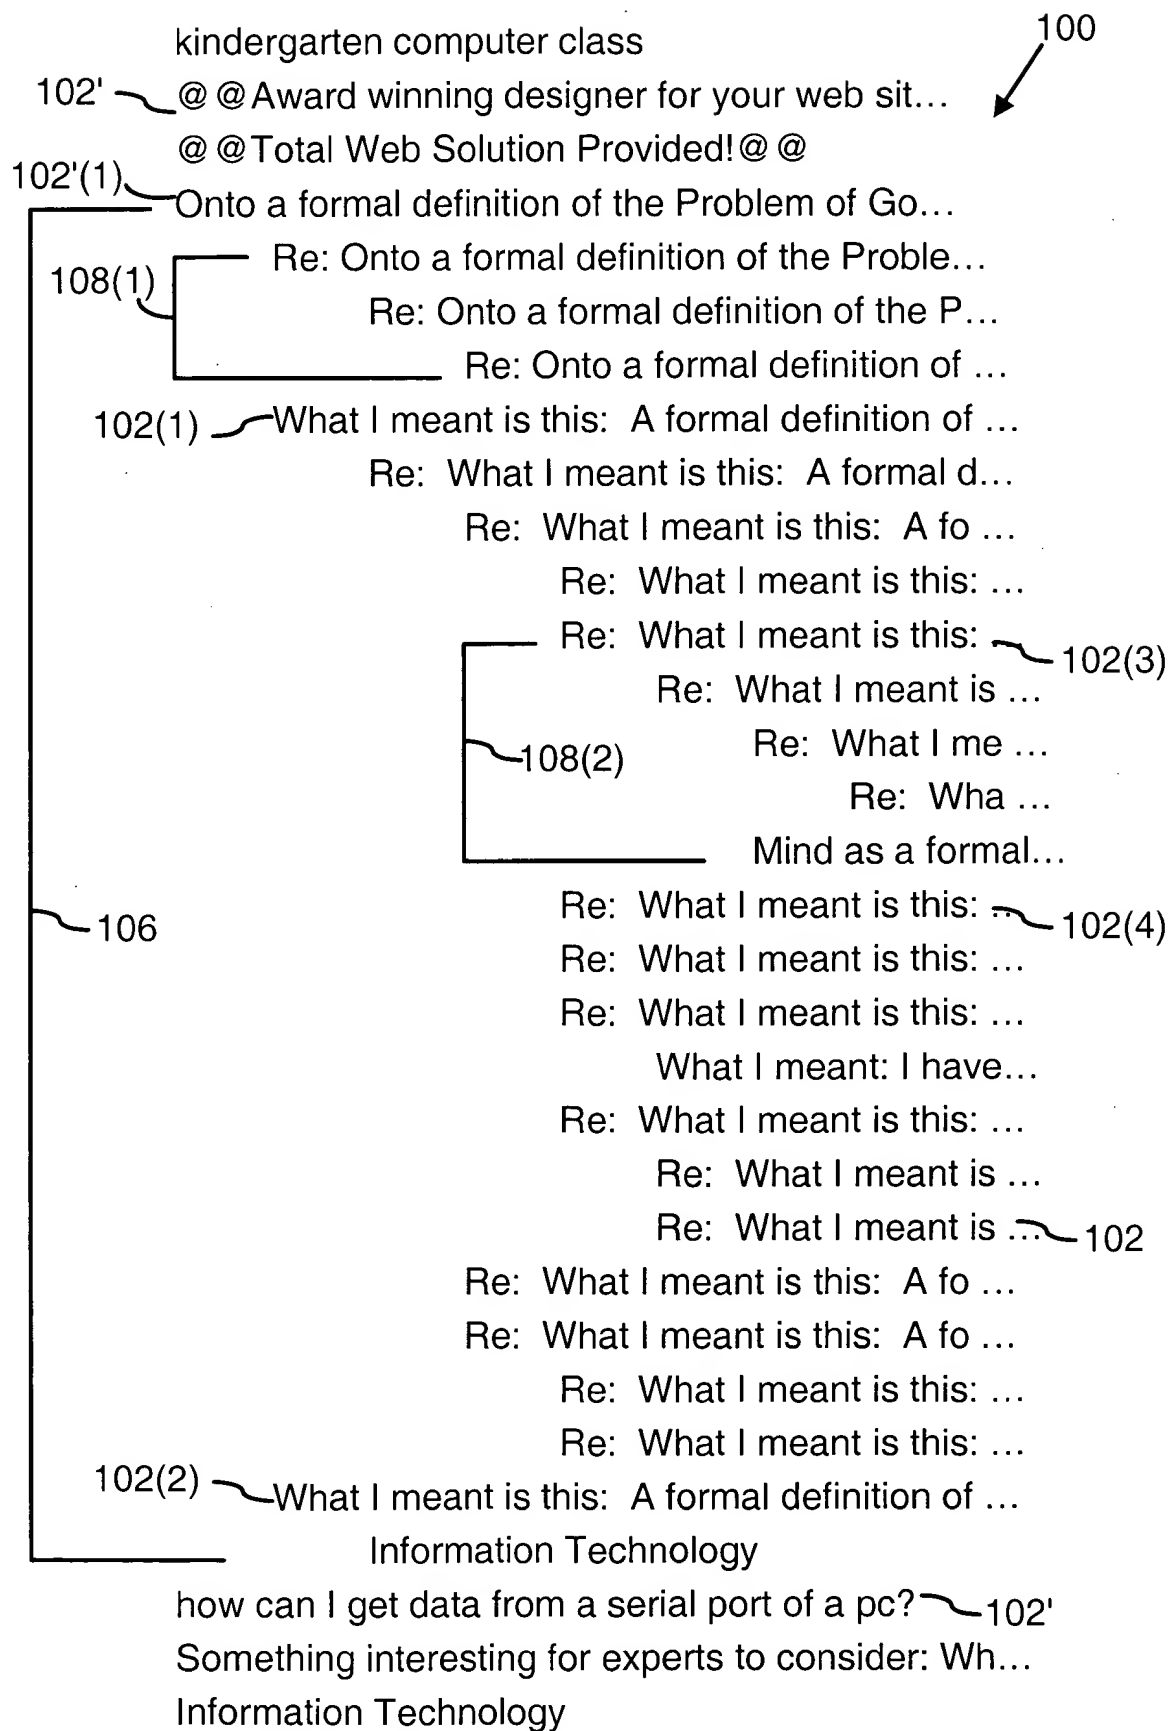 kindergarten computer class
100
102' @ @Award winning designer for your web sit...
@ @Total Web Solution Provided!@ @
102'(1) Onto a formal definition of the Problem of Go...
Re: Onto a formal definition of the Proble...
108(1)
Re: Onto a formal definition of the P...
Re: Onto a formal definition of ...
102(1) What I meant is this: A formal definition of ...
Re: What I meant is this: A formal d...
Re: What I meant is this: A fo ...
Re: What I meant is this: ...
Re: What I meant is this: 102(3)
Re: What I meant is ...
Re: What I me ...
108(2)
Re: Wha ...
Mind as a formal...
Re: What I meant is this: ... 102(4)
106
Re: What I meant is this: ...
Re: What I meant is this: ...
What I meant: I have...
Re: What I meant is this: ...
Re: What I meant is ...
Re: What I meant is ... 102
Re: What I meant is this: A fo ...
Re: What I meant is this: A fo ...
Re: What I meant is this: ...
Re: What I meant is this: ...
102(2) What I meant is this: A formal definition of ...
Information Technology
how can I get data from a serial port of a pc? 102'
Something interesting for experts to consider: Wh...
Information Technology